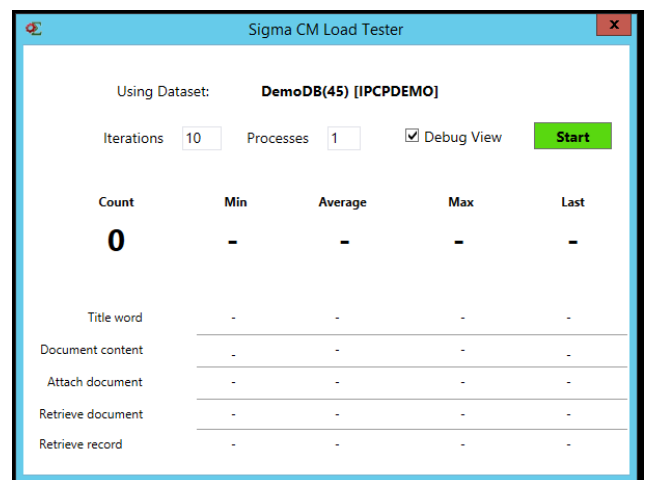 Sigma CM Load Tester x
Using Dataset: DemoDB(45) [IPCPDEMO]
Iterations 10 Processes 1 Debug View Start
Count Min Average Max Last
0 - - - -
Title word - - - -
Document content - - - -
Attach document - - - -
Retrieve document - - - -
Retrieve record - - - -